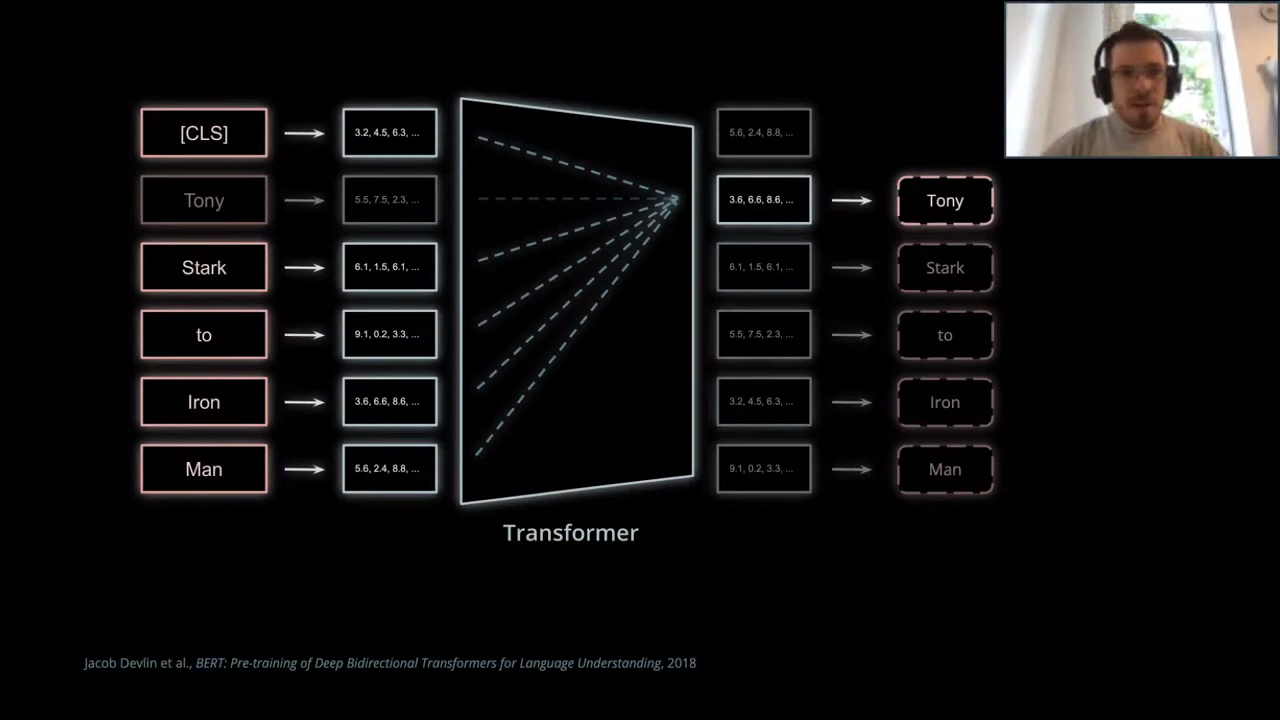 [CLS] 3.2, 4.5, 6.3, ... 5.6, 2.4, 8.8, ...
Tony 5.5, 7.5, 2.3, ... 3.6, 6.6, 8.6, ... Tony
Stark 6.1, 1.5, 6.1, ... 6.1, 1.5, 6.1, ... Stark
to 9.1, 0.2, 3.3, ... 5.5, 7.5, 2.3, ... to
Iron 3.6, 6.6, 8.6, ... 3.2, 4.5, 6.3, ... Iron
Man 5.6, 2.4, 8.8, ... 9.1, 0.2, 3.3, ... Man
Transformer
Jacob Devlin et al., BERT: Pre-training of Deep Bidirectional Transformers for Language Understanding, 2018